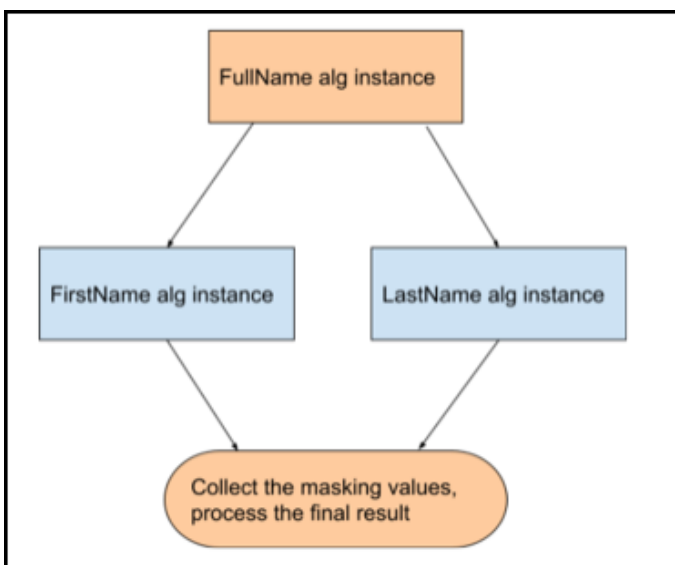 FullName alg instance
FirstName alg instance
LastName alg instance
Collect the masking values,
process the final result